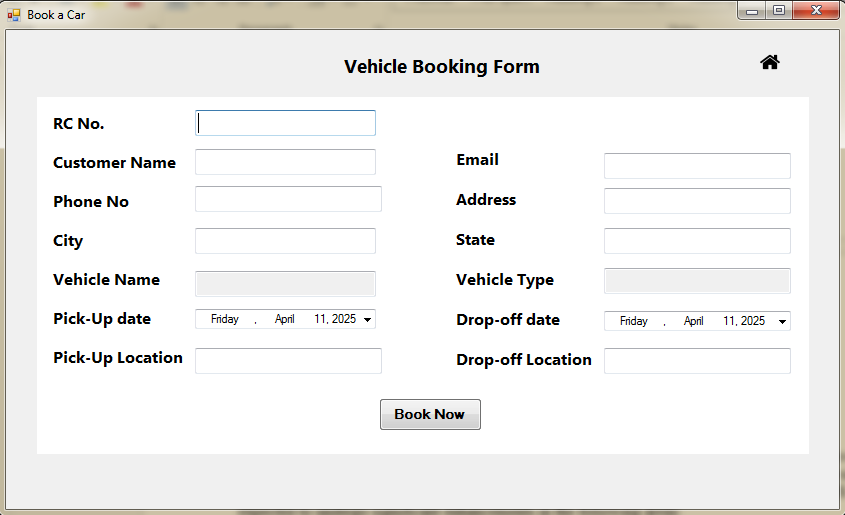 Book a Car
Vehicle Booking Form
RC No.
Customer Name
Email
Phone No
Address
City
State
Vehicle Name
Vehicle Type
Pick-Up date
Friday , April 11, 2025
Drop-off date
Friday , April 11, 2025
Pick-Up Location
Drop-off Location
Book Now